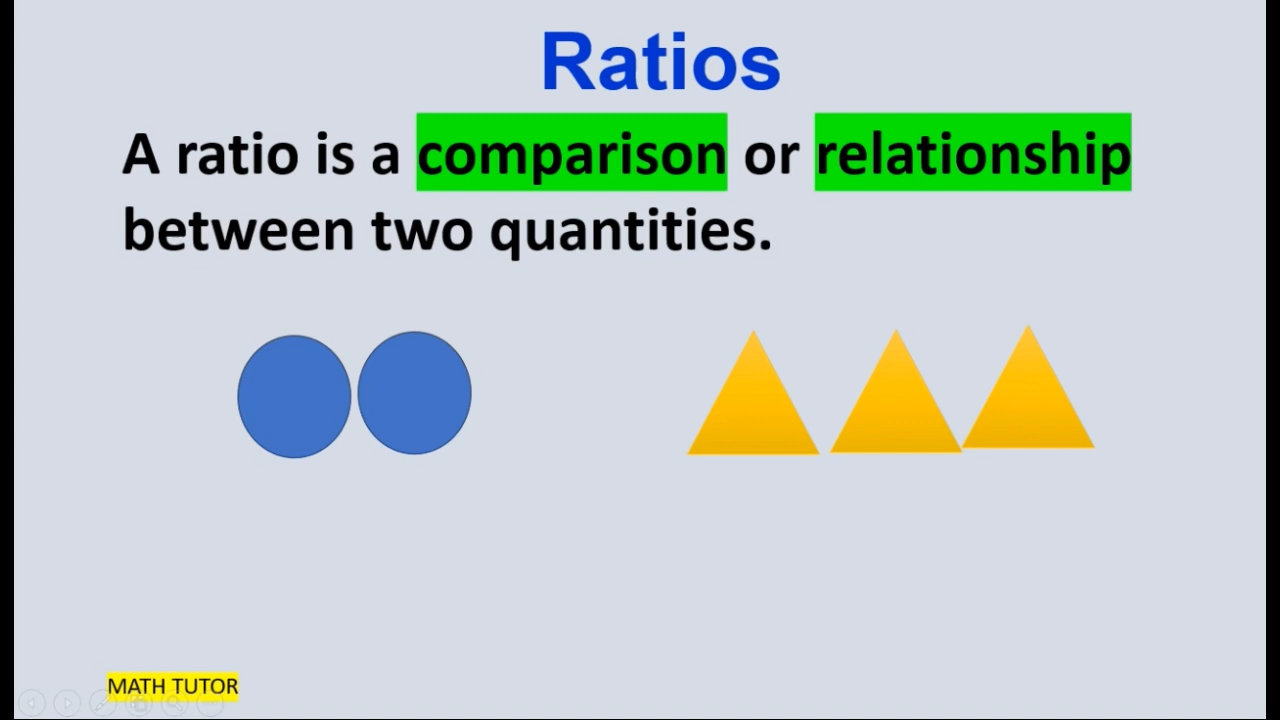 Ratios
A ratio is a comparison or relationship
between two quantities.
MATH TUTOR